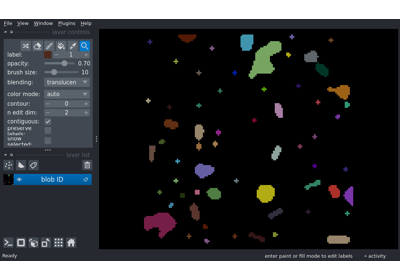 File View Window Plugins Help
layer controls
label: 1
opacity: 0.70
brush size: 10
blending: translucen
color mode: auto
contour: 0
n edit dim: 2
contiguous:
preserve
labels:
show
selected:
layer list
blob ID
Ready enter paint or fill mode to edit labels activity